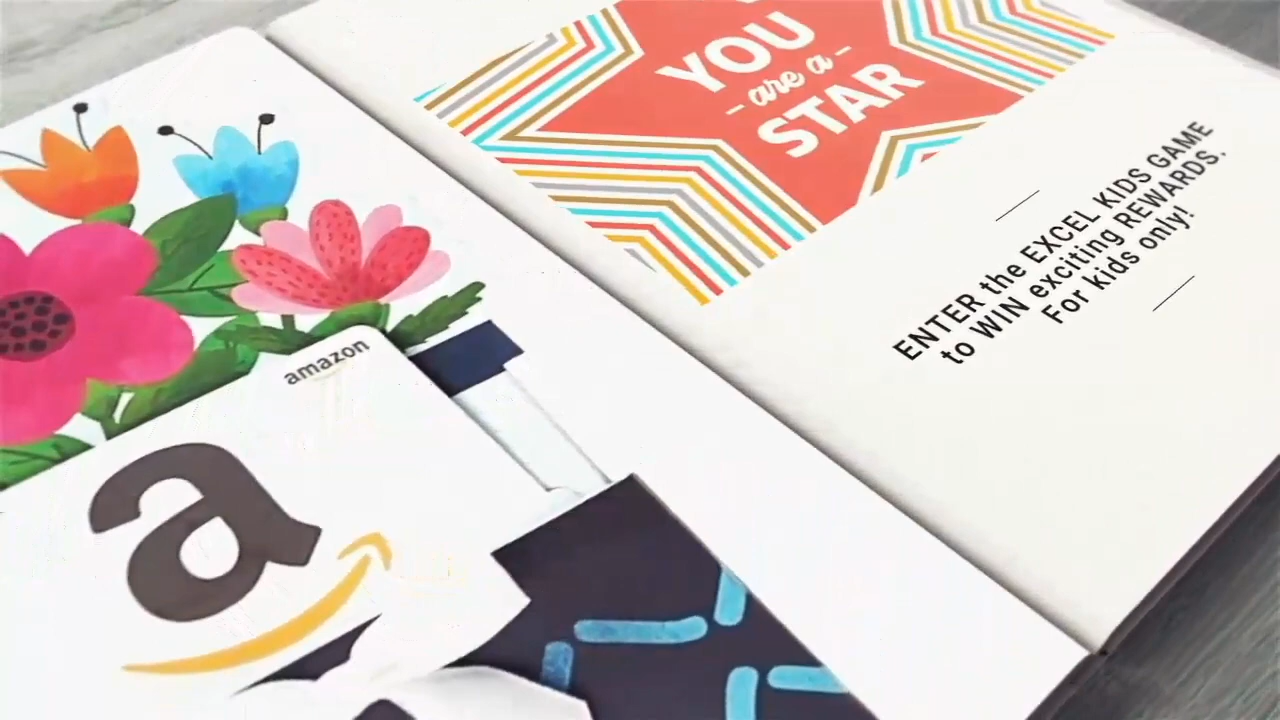 YOU
- are a -
STAR
ENTER the EXCEL KIDS GAME
to WIN exciting REWARDS.
For kids only!
amazon
a